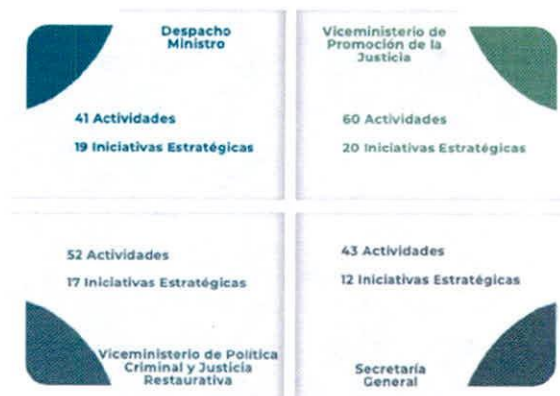 Despacho
Ministro
41 Actividades
19 Iniciativas Estratégicas
Viceministerio de
Promoción de la
Justicia
60 Actividades
20 Iniciativas Estratégicas
52 Actividades
17 Iniciativas Estratégicas
Viceministerio de Política
Criminal y Justicia
Restaurativa
43 Actividades
12 Iniciativas Estratégicas
Secretaría
General